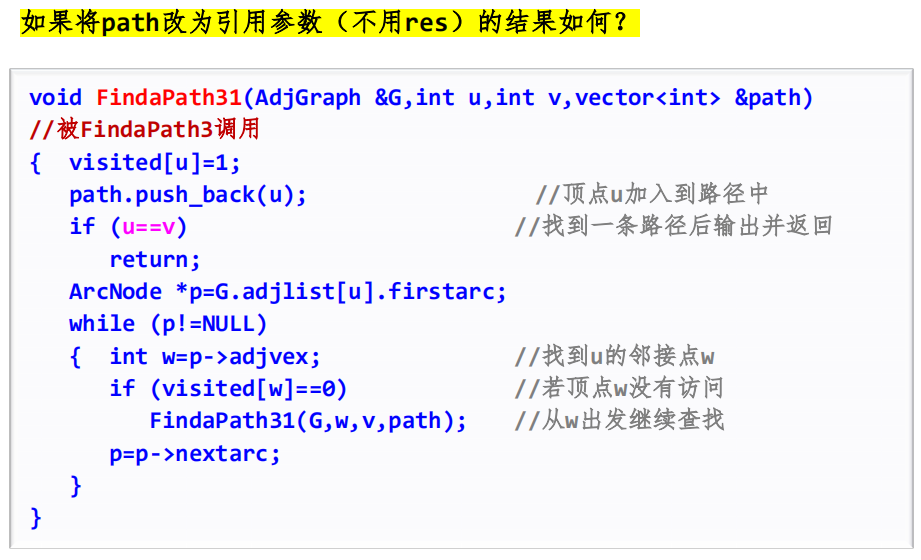 如果将path改为引用参数（不用res）的结果如何？
void FindaPath31(AdjGraph &G,int u,int v,vector<int> &path)
//被FindaPath3调用
{  visited[u]=1;
   path.push_back(u);                 //顶点u加入到路径中
   if (u==v)                          //找到一条路径后输出并返回
      return;
   ArcNode *p=G.adjlist[u].firstarc;
   while (p!=NULL)
   {  int w=p->adjvex;                //找到u的邻接点w
      if (visited[w]==0)              //若顶点w没有访问
         FindaPath31(G,w,v,path);     //从w出发继续查找
      p=p->nextarc;
   }
}